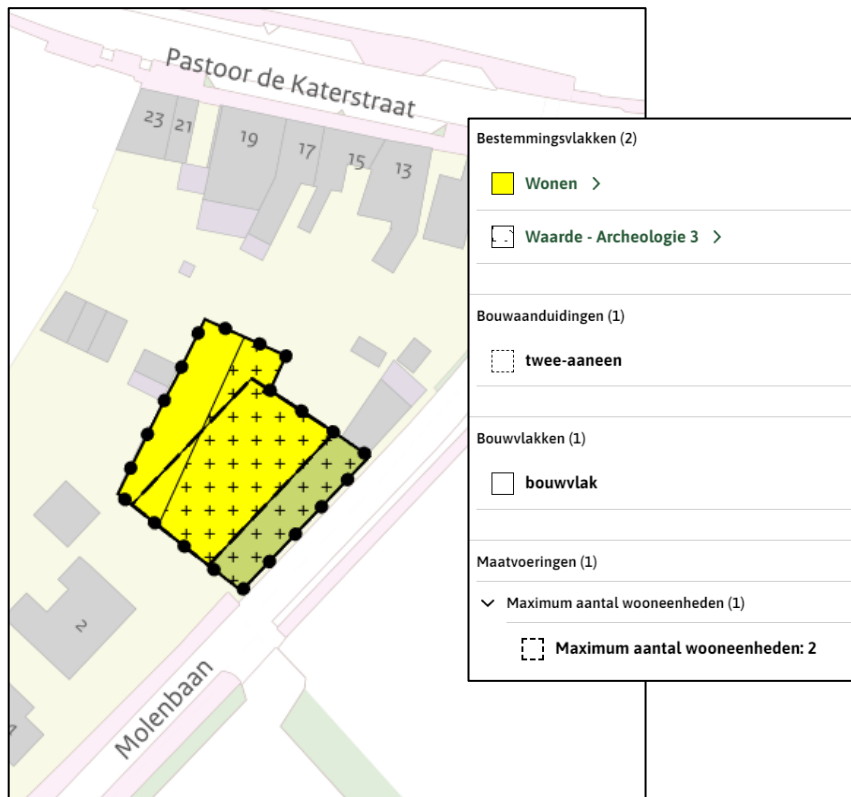 Pastoor de Katerstraat
23
21
19
17
15
13
2
Molenbaan
Bestemmingsvlakken (2)
Wonen
Waarde - Archeologie 3
Bouwaanduidingen (1)
twee-aaneen
Bouwvlakken (1)
bouwvlak
Maatvoeringen (1)
Maximum aantal wooneenheden (1)
Maximum aantal wooneenheden: 2